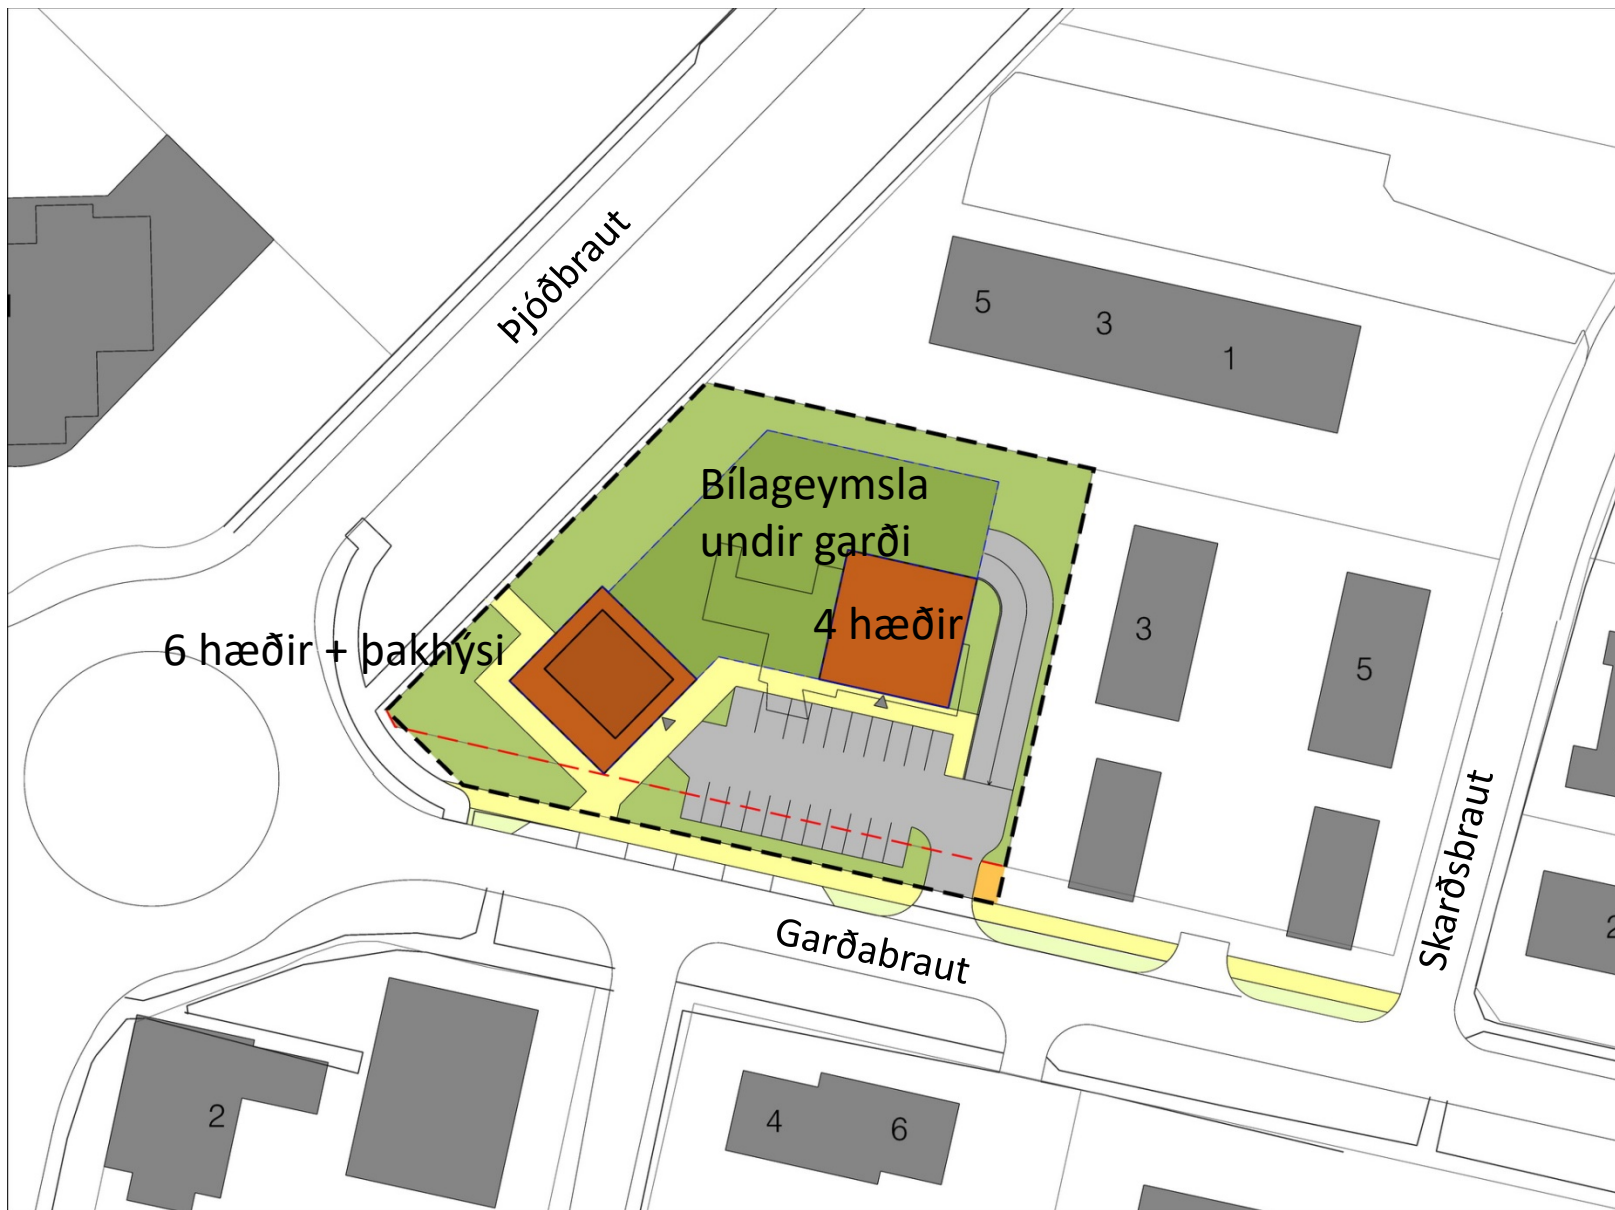 Þjóðbraut
5
3
1
Bílageymsla
undir garði
4 hæðir
6 hæðir + þakhýsi
3
5
Skarðsbraut
Garðabraut
2
4
6